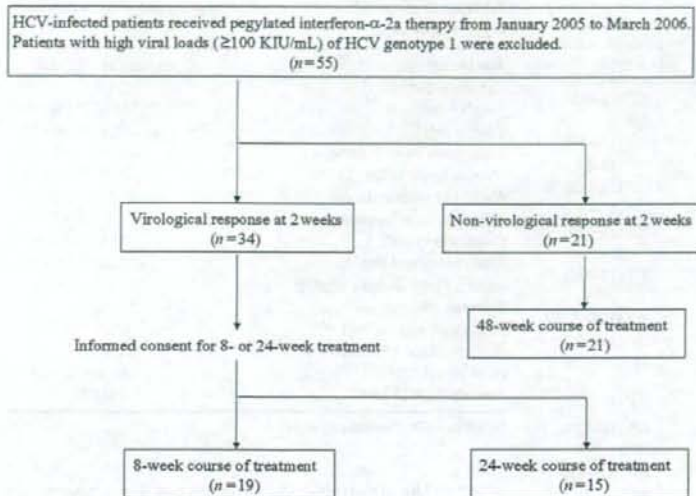 HCV-infected patients received pegylated interferon-α-2a therapy from January 2005 to March 2006.
Patients with high viral loads (≥100 KIU/mL) of HCV genotype 1 were excluded.
(n=55)
Virological response at 2 weeks
(n=34)
Non-virological response at 2 weeks
(n=21)
48-week course of treatment
(n=21)
Informed consent for 8- or 24-week treatment
8-week course of treatment
(n=19)
24-week course of treatment
(n=15)